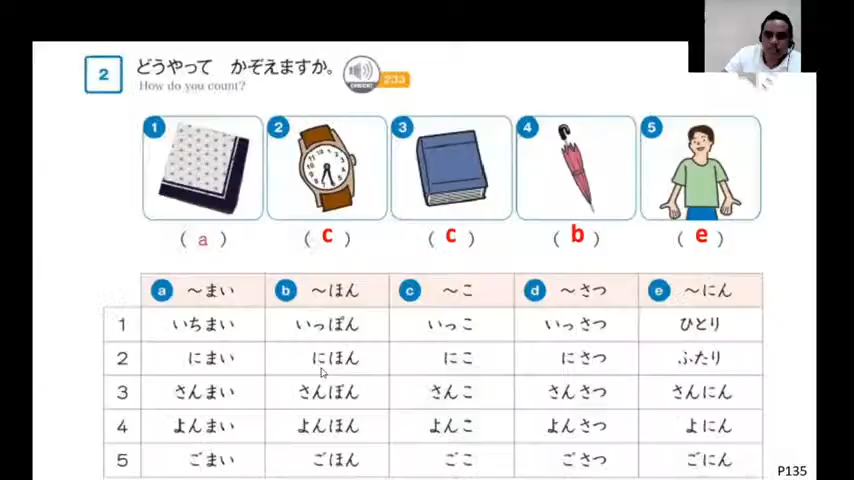 2 どうやって かぞえますか。 CHECK! 2-33
How do you count?
1 2 3 4 5
( a ) ( c ) ( c ) ( b ) ( e )
a ～まい b ～ほん c ～こ d ～さつ e ～にん
1 いちまい いっぽん いっこ いっさつ ひとり
2 にまい にほん にこ にさつ ふたり
3 さんまい さんぼん さんこ さんさつ さんにん
4 よんまい よんほん よんこ よんさつ よにん
5 ごまい ごほん ごこ ごさつ ごにん
P135